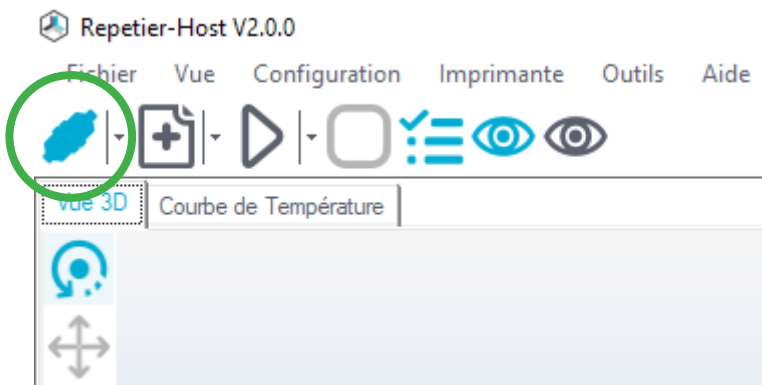 Repetier-Host V2.0.0
Fichier Vue Configuration Imprimante Outils Aide
Vue 3D Courbe de Température